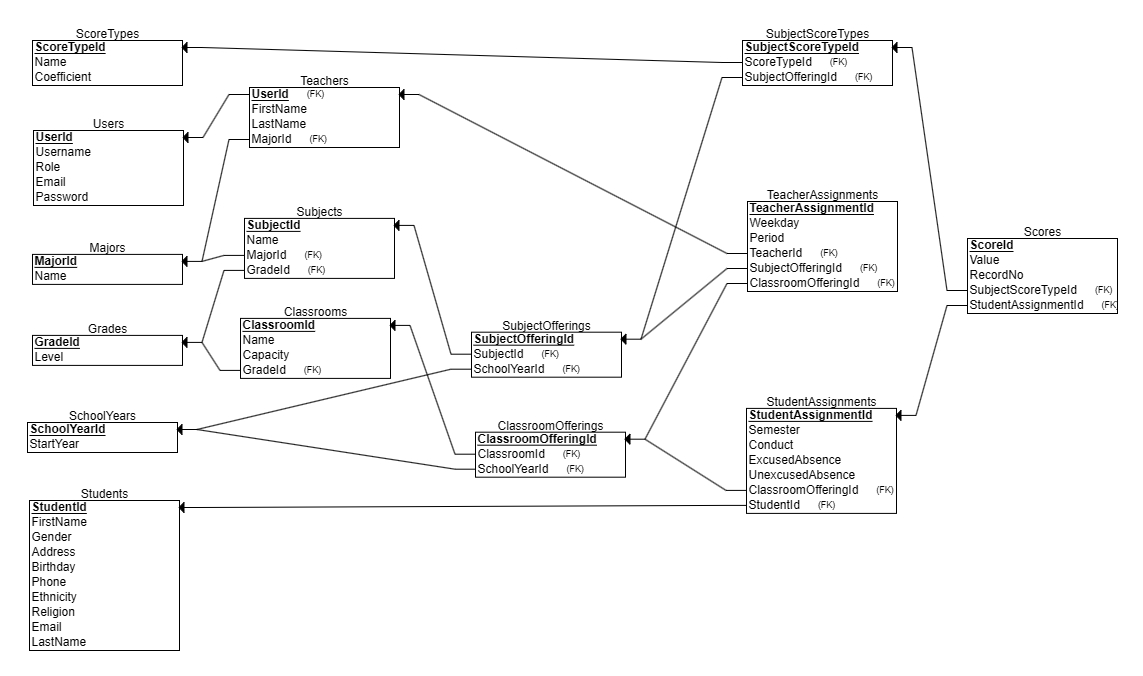 ScoreTypes
ScoreTypeId
Name
Coefficient
Users
UserId
Username
Role
Email
Password
Majors
MajorId
Name
Grades
GradeId
Level
SchoolYears
SchoolYearId
StartYear
Students
StudentId
FirstName
Gender
Address
Birthday
Phone
Ethnicity
Religion
Email
LastName
Teachers
UserId (FK)
FirstName
LastName
MajorId (FK)
Subjects
SubjectId
Name
MajorId (FK)
GradeId (FK)
Classrooms
ClassroomId
Name
Capacity
GradeId (FK)
SubjectOfferings
SubjectOfferingId
SubjectId (FK)
SchoolYearId (FK)
ClassroomOfferings
ClassroomOfferingId
ClassroomId (FK)
SchoolYearId (FK)
SubjectScoreTypes
SubjectScoreTypeId
ScoreTypeId (FK)
SubjectOfferingId (FK)
TeacherAssignments
TeacherAssignmentId
Weekday
Period
TeacherId (FK)
SubjectOfferingId (FK)
ClassroomOfferingId (FK)
StudentAssignments
StudentAssignmentId
Semester
Conduct
ExcusedAbsence
UnexcusedAbsence
ClassroomOfferingId (FK)
StudentId (FK)
Scores
ScoreId
Value
RecordNo
SubjectScoreTypeId (FK)
StudentAssignmentId (FK